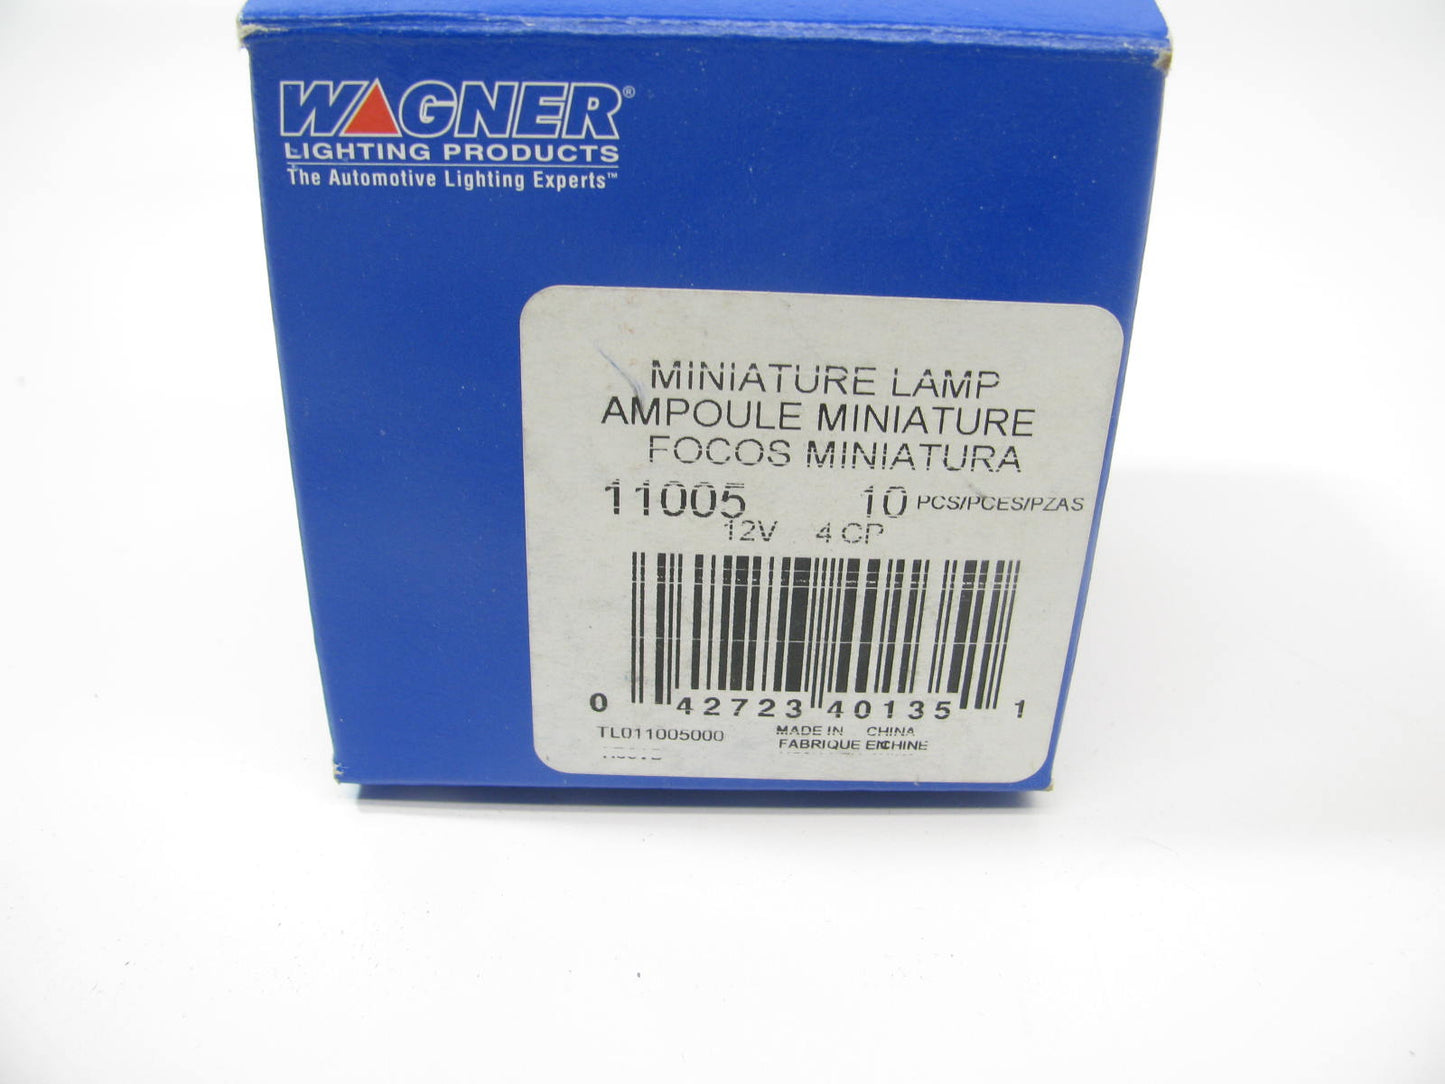 WAGNER®
LIGHTING PRODUCTS
The Automotive Lighting Experts™
MINIATURE LAMP
AMPOULE MINIATURE
FOCOS MINIATURA
11005 10 PCS/PCES/PZAS
12V 4 CP
0 42723 40135 1
TL011005000 MADE IN CHINA
FABRIQUE EN CHINE